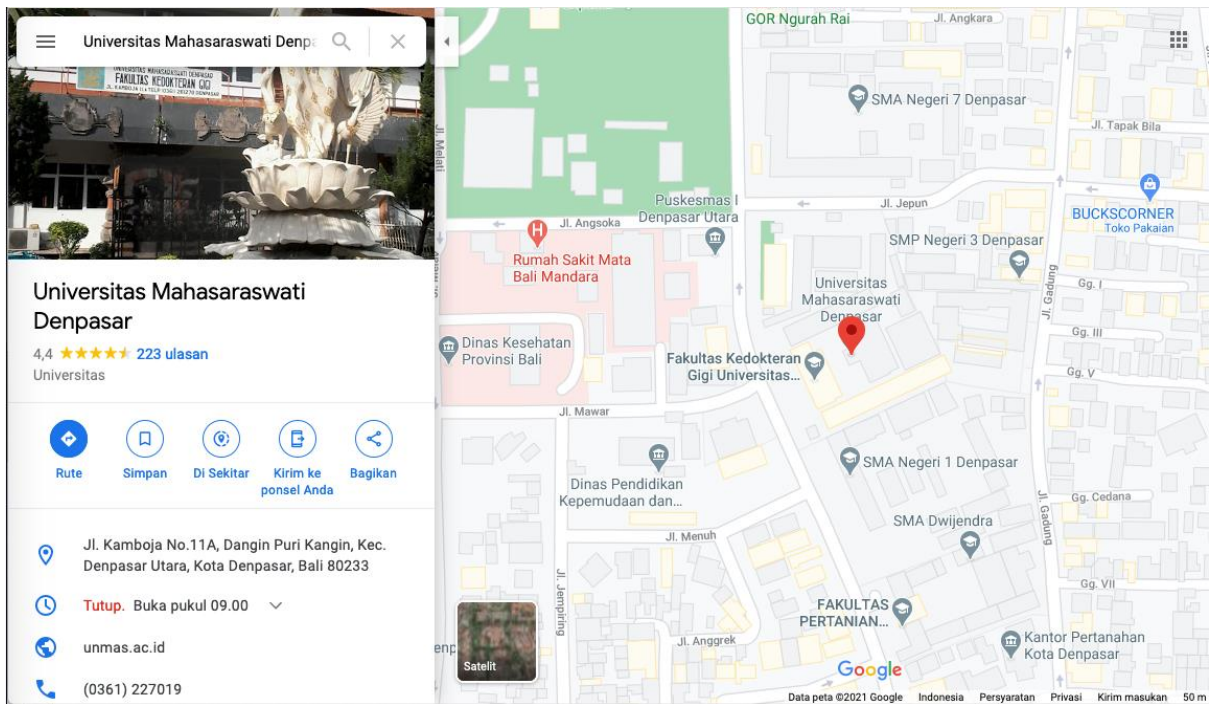 Universitas Mahasaraswati Denpa
UNIVERSITAS MAHASARASWATI DENPASAR
FAKULTAS KEDOKTERAN GIGI
Universitas Mahasaraswati
Denpasar
4,4
223 ulasan
Universitas
Rute
Simpan
Di Sekitar
Kirim ke
ponsel Anda
Bagikan
Jl. Kamboja No.11A, Dangin Puri Kangin, Kec.
Denpasar Utara, Kota Denpasar, Bali 80233
Tutup. Buka pukul 09.00
unmas.ac.id
(0361) 227019
GOR Ngurah Rai
Jl. Angkara
SMA Negeri 7 Denpasar
Jl. Melati
Jl. Tapak Bila
Puskesmas I
Denpasar Utara
Jl. Jepun
BUCKSCORNER
Toko Pakaian
Jl. Angsoka
H
Rumah Sakit Mata
Bali Mandara
SMP Negeri 3 Denpasar
Universitas
Mahasaraswati
Denpasar
Jl. Gadung
Gg. I
Gg. III
Dinas Kesehatan
Provinsi Bali
Fakultas Kedokteran
Gigi Universitas...
Gg. V
Jl. Mawar
SMA Negeri 1 Denpasar
Dinas Pendidikan
Kepemudaan dan...
Jl. Gadung
Gg. Cedana
SMA Dwijendra
Jl. Menuh
Jl. Jempiring
Gg. VII
FAKULTAS
PERTANIAN...
Jl. Anggrek
Kantor Pertanahan
Kota Denpasar
enp
Satelit
Google
Data peta ©2021 Google
Indonesia
Persyaratan
Privasi
Kirim masukan
50 m